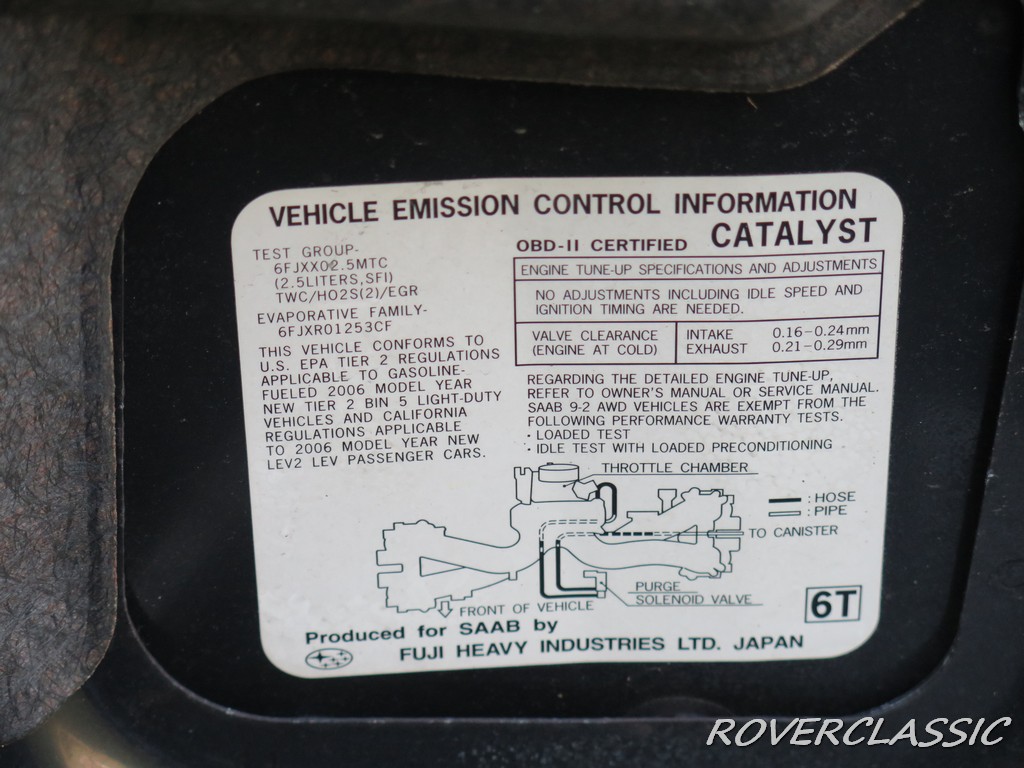 VEHICLE EMISSION CONTROL INFORMATION
OBD-II CERTIFIED CATALYST
TEST GROUP-
6FJXX02.5MTC
(2.5LITERS,SFI)
TWC/HO2S(2)/EGR
EVAPORATIVE FAMILY-
6FJXR01253CF
THIS VEHICLE CONFORMS TO
U.S. EPA TIER 2 REGULATIONS
APPLICABLE TO GASOLINE-
FUELED 2006 MODEL YEAR
NEW TIER 2 BIN 5 LIGHT-DUTY
VEHICLES AND CALIFORNIA
REGULATIONS APPLICABLE
TO 2006 MODEL YEAR NEW
LEV2 LEV PASSENGER CARS.
ENGINE TUNE-UP SPECIFICATIONS AND ADJUSTMENTS
NO ADJUSTMENTS INCLUDING IDLE SPEED AND
IGNITION TIMING ARE NEEDED.
VALVE CLEARANCE
(ENGINE AT COLD)
INTAKE 0.16-0.24mm
EXHAUST 0.21-0.29mm
REGARDING THE DETAILED ENGINE TUNE-UP,
REFER TO OWNER'S MANUAL OR SERVICE MANUAL.
SAAB 9-2 AWD VEHICLES ARE EXEMPT FROM THE
FOLLOWING PERFORMANCE WARRANTY TESTS.
· LOADED TEST
· IDLE TEST WITH LOADED PRECONDITIONING
THROTTLE CHAMBER
: HOSE
: PIPE
TO CANISTER
PURGE
SOLENOID VALVE
FRONT OF VEHICLE
6T
Produced for SAAB by
FUJI HEAVY INDUSTRIES LTD. JAPAN
ROVERCLASSIC